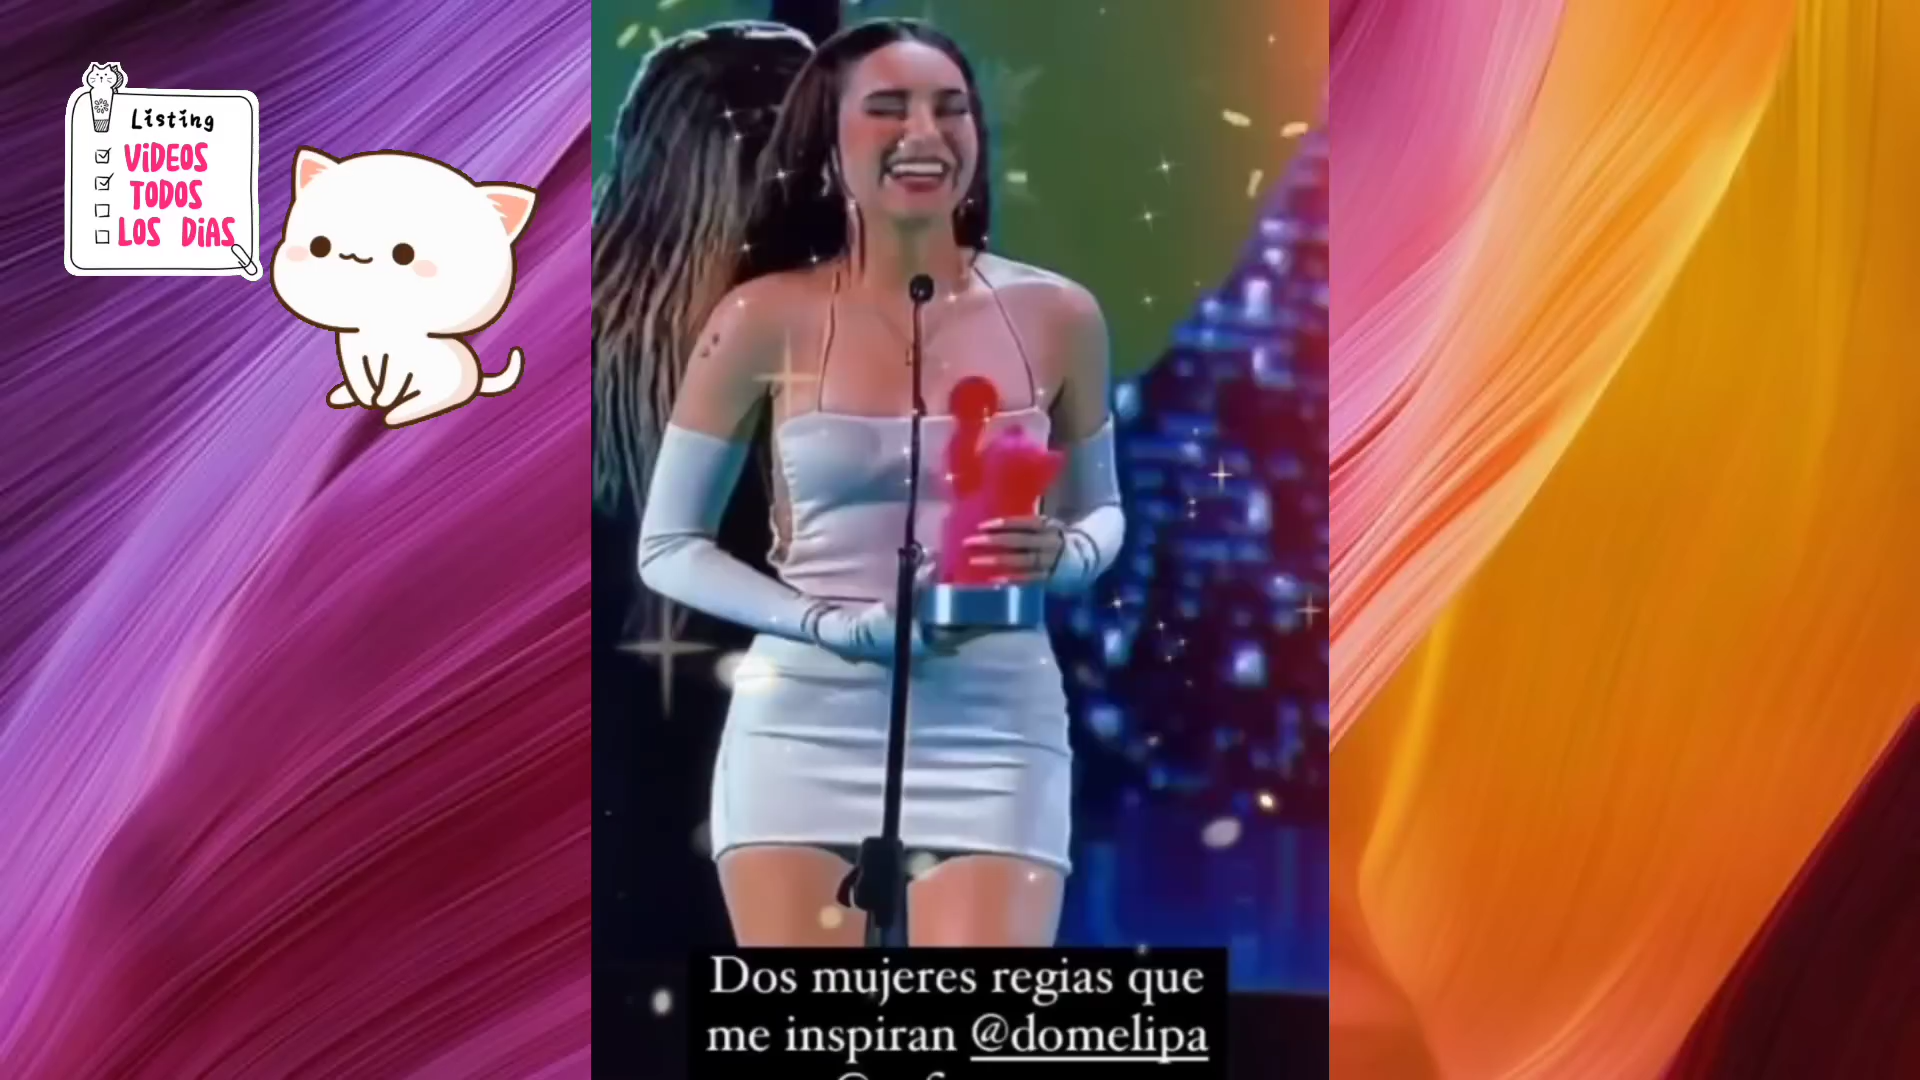 Listing
ViDEOS
TODOS
LOS DiAS
Dos mujeres regias que
me inspiran @domelipa